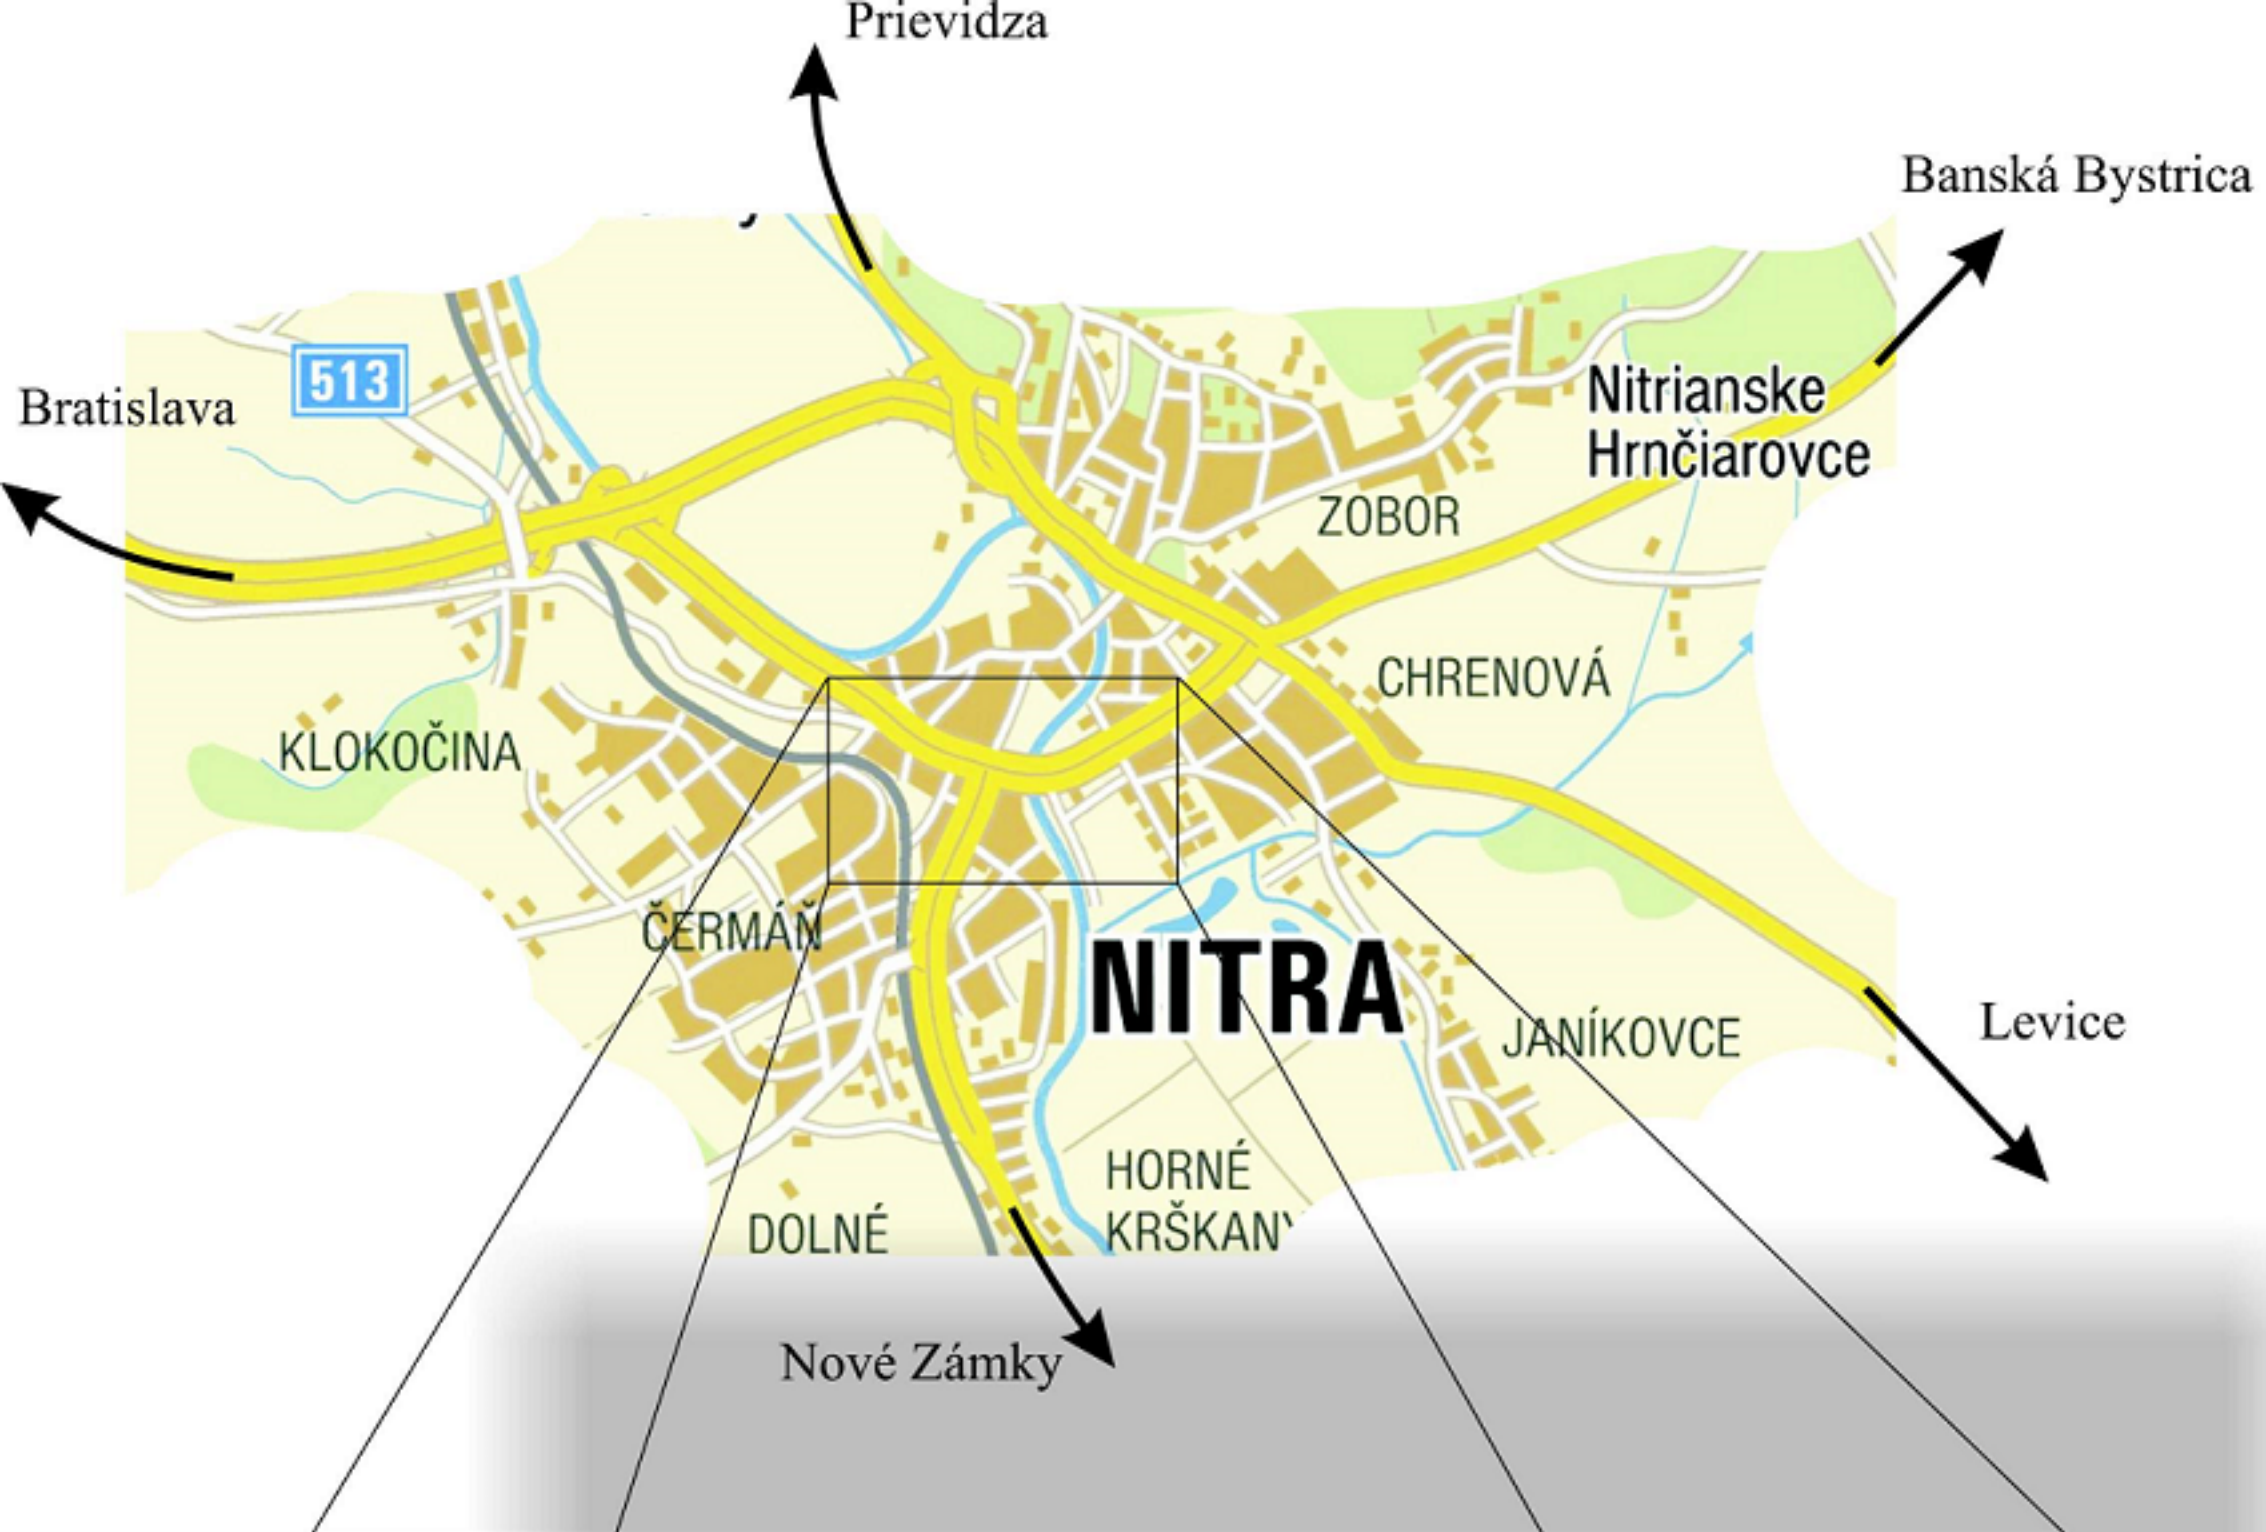 Prievidza
Banská Bystrica
513
Bratislava
Nitrianske
Hrnčiarovce
ZOBOR
CHRENOVÁ
KLOKOČINA
ČERMÁŇ
NITRA
JANÍKOVCE
Levice
HORNÉ
KRŠKANY
DOLNÉ
Nové Zámky